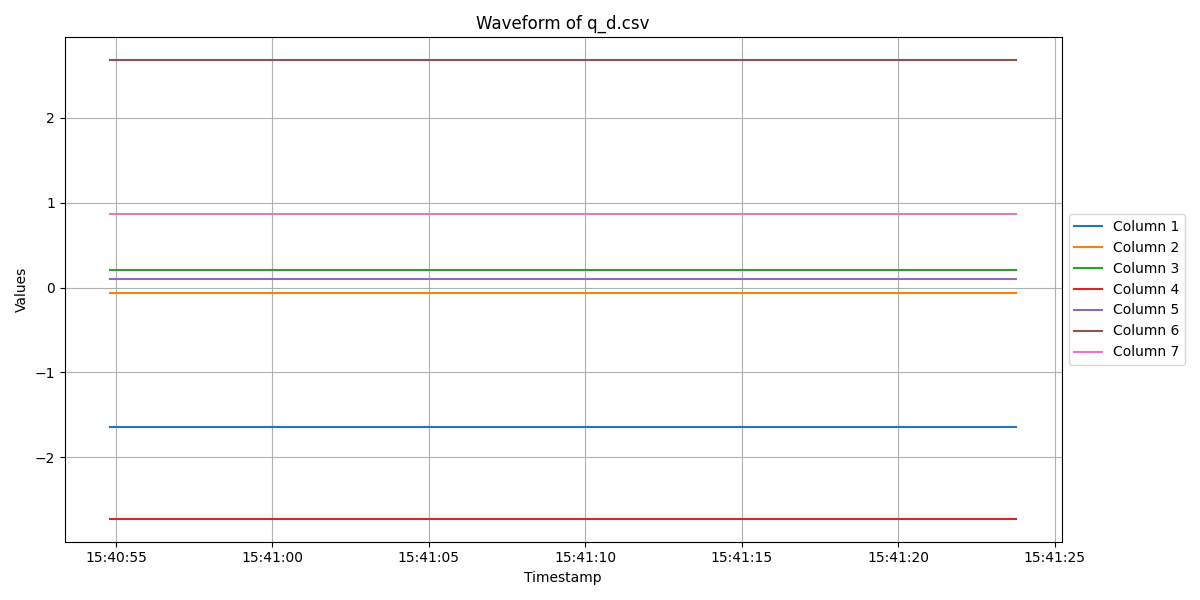 Waveform of q_d.csv
Values
2
1
0
−1
−2
15:40:55 15:41:00 15:41:05 15:41:10 15:41:15 15:41:20 15:41:25
Timestamp
Column 1
Column 2
Column 3
Column 4
Column 5
Column 6
Column 7